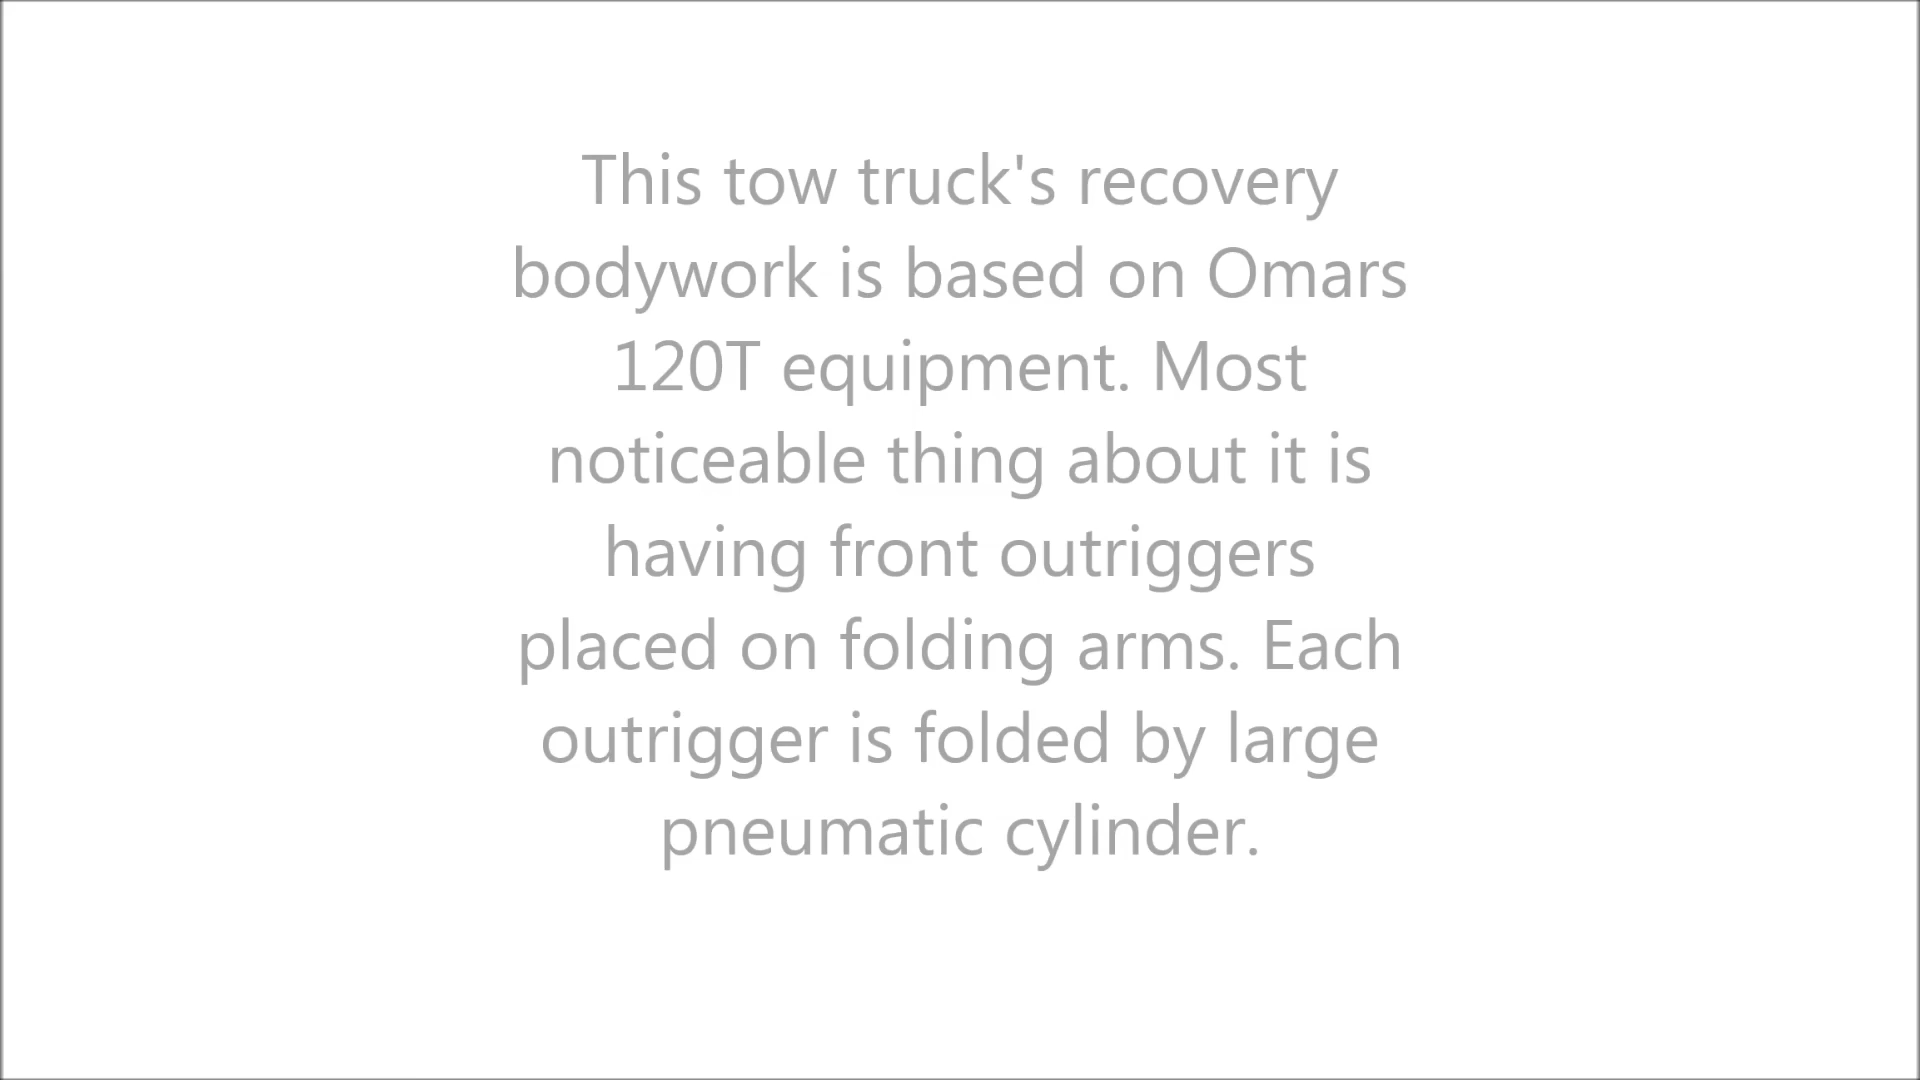 This tow truck's recovery
bodywork is based on Omars
120T equipment. Most
noticeable thing about it is
having front outriggers
placed on folding arms. Each
outrigger is folded by large
pneumatic cylinder.